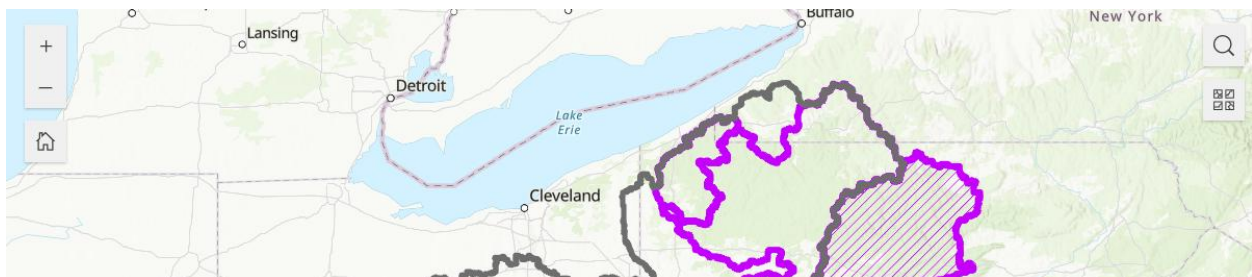 Buffalo
New York
Lansing
+
Detroit
−
Lake
Erie
Cleveland